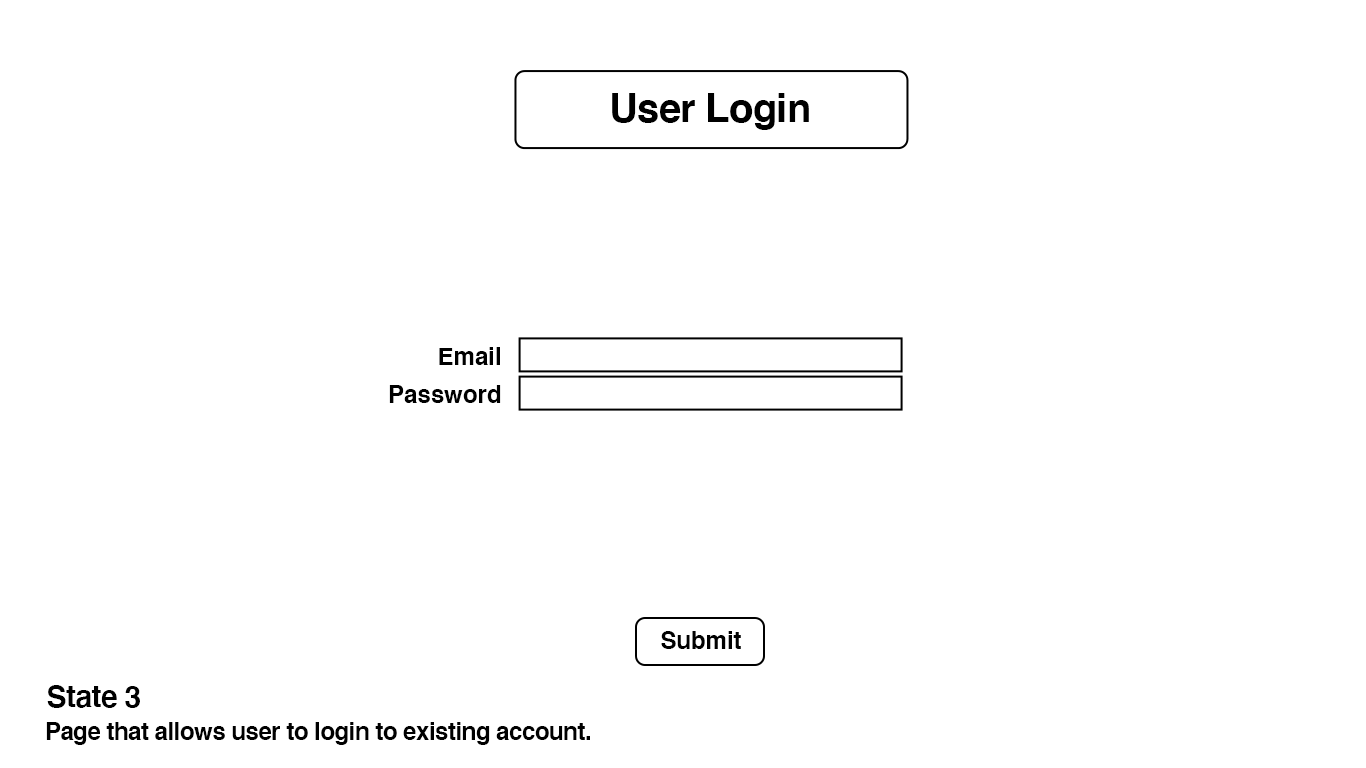 User Login
Email
Password
Submit
State 3
Page that allows user to login to existing account.